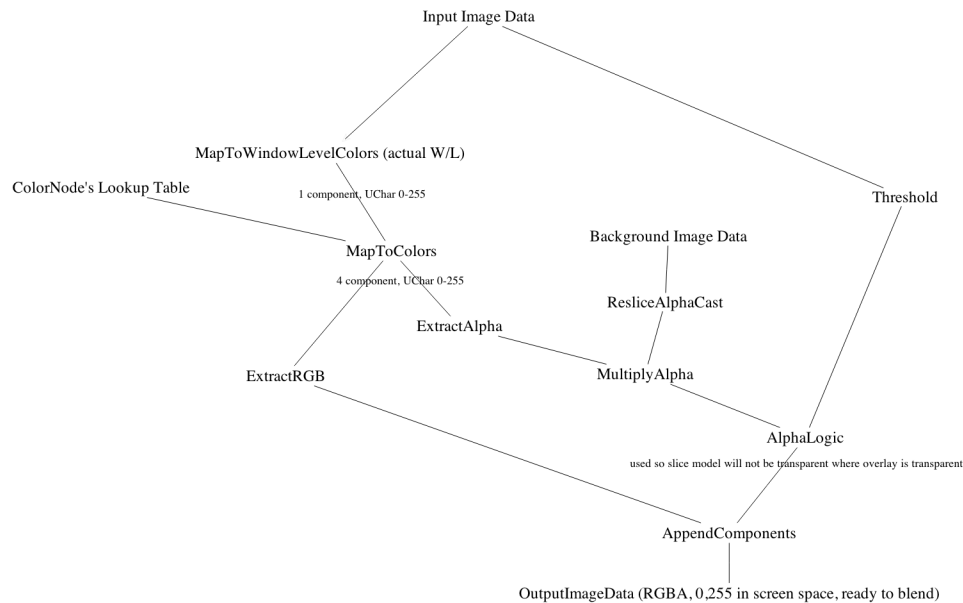 Input Image Data
MapToWindowLevelColors (actual W/L)
ColorNode's Lookup Table
1 component, UChar 0-255
Threshold
Background Image Data
MapToColors
4 component, UChar 0-255
ResliceAlphaCast
ExtractAlpha
ExtractRGB
MultiplyAlpha
AlphaLogic
used so slice model will not be transparent where overlay is transparent
AppendComponents
OutputImageData (RGBA, 0,255 in screen space, ready to blend)